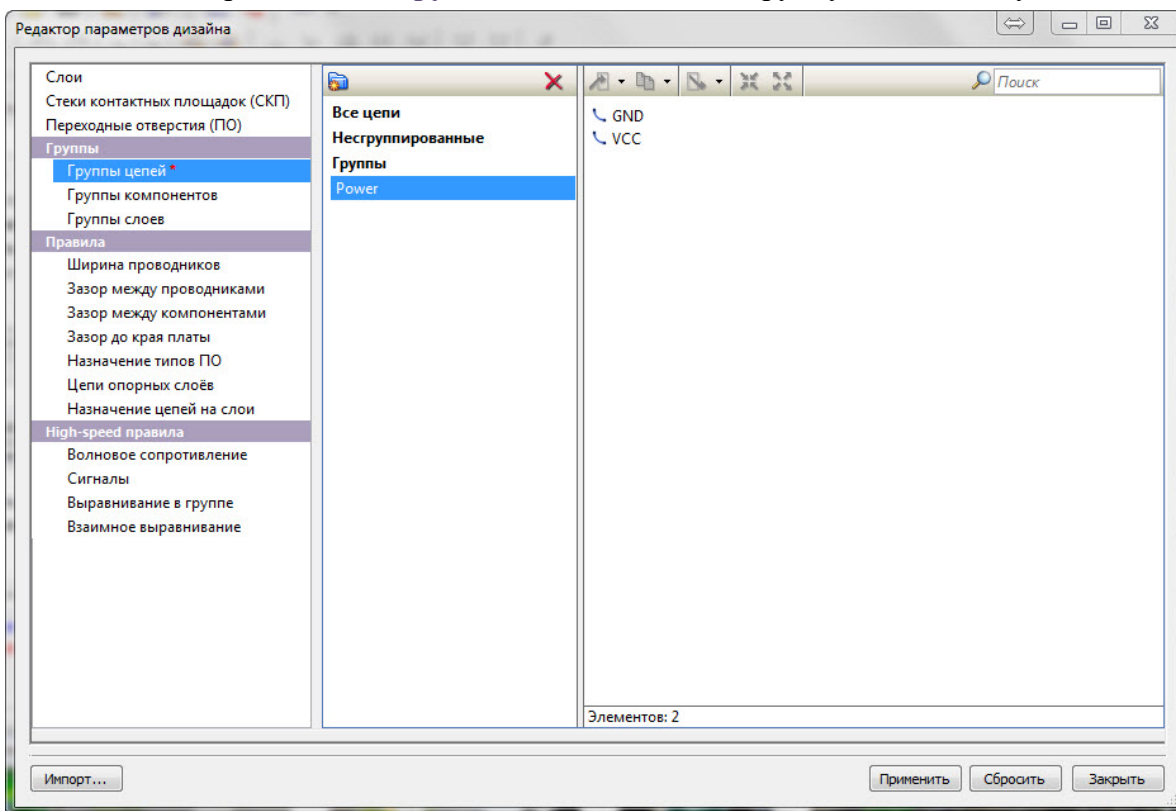 Редактор параметров дизайна
Слои
Стеки контактных площадок (СКП)
Переходные отверстия (ПО)
Группы
Группы цепей *
Группы компонентов
Группы слоев
Правила
Ширина проводников
Зазор между проводниками
Зазор между компонентами
Зазор до края платы
Назначение типов ПО
Цепи опорных слоёв
Назначение цепей на слои
High-speed правила
Волновое сопротивление
Сигналы
Выравнивание в группе
Взаимное выравнивание
Все цепи
Несгруппированные
Группы
Power
Поиск
GND
VCC
Элементов: 2
Импорт...
Применить
Сбросить
Закрыть